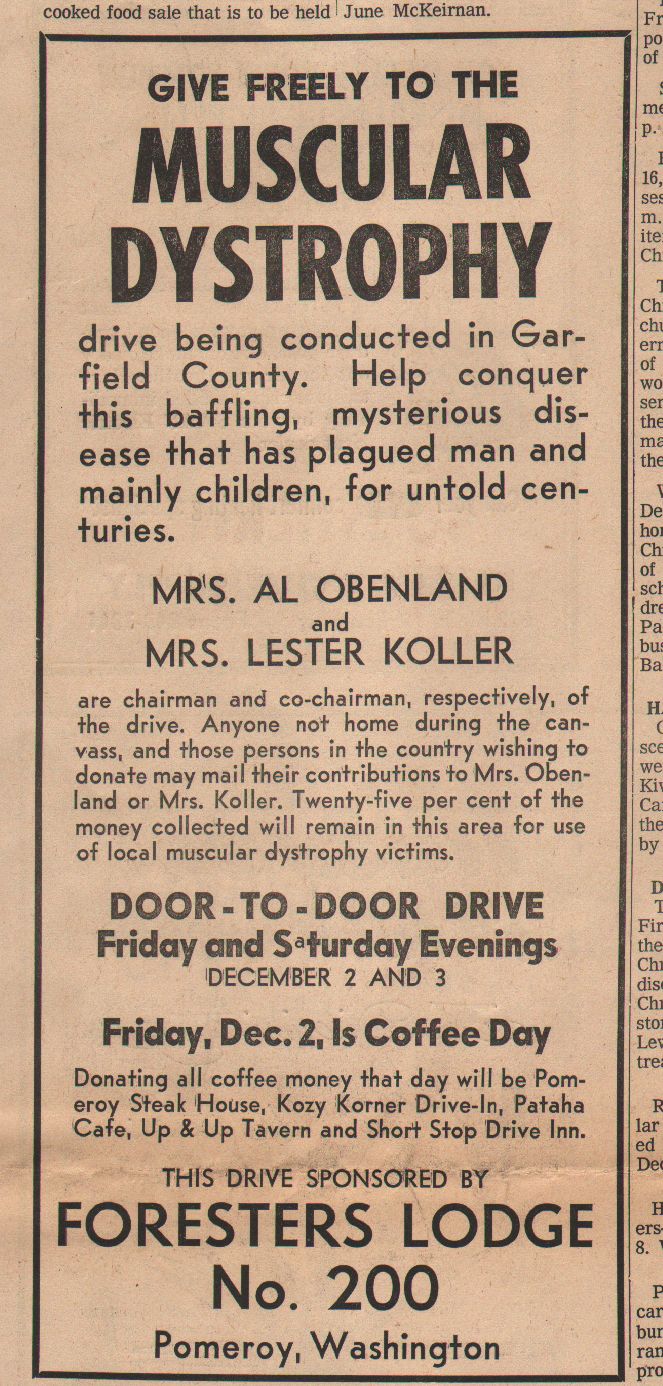 cooked food sale that is to be held
June McKeirnan.
GIVE FREELY TO THE
MUSCULAR
DYSTROPHY
drive being conducted in Gar-
field County. Help conquer
this baffling, mysterious dis-
ease that has plagued man and
mainly children, for untold cen-
turies.
MRS. AL OBENLAND
and
MRS. LESTER KOLLER
are chairman and co-chairman, respectively, of
the drive. Anyone not home during the can-
vass, and those persons in the country wishing to
donate may mail their contributions to Mrs. Oben-
land or Mrs. Koller. Twenty-five per cent of the
money collected will remain in this area for use
of local muscular dystrophy victims.
DOOR-TO-DOOR DRIVE
Friday and Saturday Evenings
DECEMBER 2 AND 3
Friday, Dec. 2, Is Coffee Day
Donating all coffee money that day will be Pom-
eroy Steak House, Kozy Korner Drive-In, Pataha
Cafe, Up & Up Tavern and Short Stop Drive Inn.
THIS DRIVE SPONSORED BY
FORESTERS LODGE
No. 200
Pomeroy, Washington